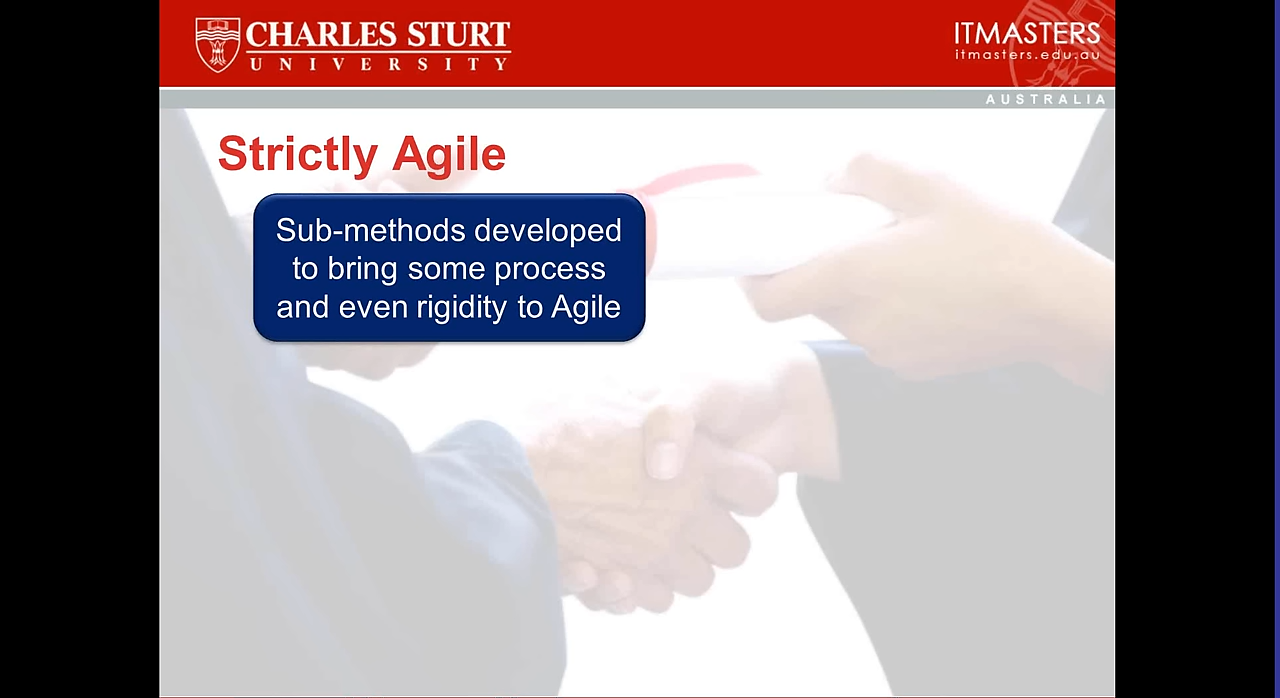 CHARLES STURT
UNIVERSITY
ITMASTERS
itmasters.edu.au
AUSTRALIA
Strictly Agile
Sub-methods developed
to bring some process
and even rigidity to Agile